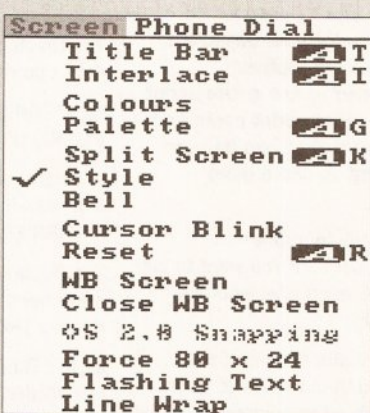 Screen Phone Dial
Title Bar A T
Interlace A I
Colours
Palette A G
Split Screen A K
Style
Bell
Cursor Blink
Reset A R
WB Screen
Close WB Screen
OS 2.0 Snapping
Force 80 x 24
Flashing Text
Line Wrap